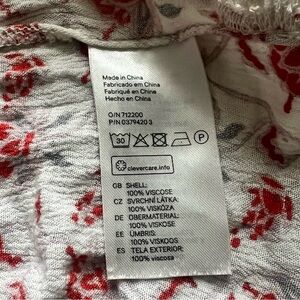 Made in China
Fabricado em China
Fabriqué en China
Hecho en China
O/N 712200
P/N 0379420 3
30
P
clevercare.info
GB SHELL:
100% VISCOSE
CZ SVRCHNÍ LÁTKA:
100% VISKÓZA
DE OBERMATERIAL:
100% VISKOSE
EE ÜMBRIS:
100% VISKOOS
ES TELA EXTERIOR:
100% viscosa